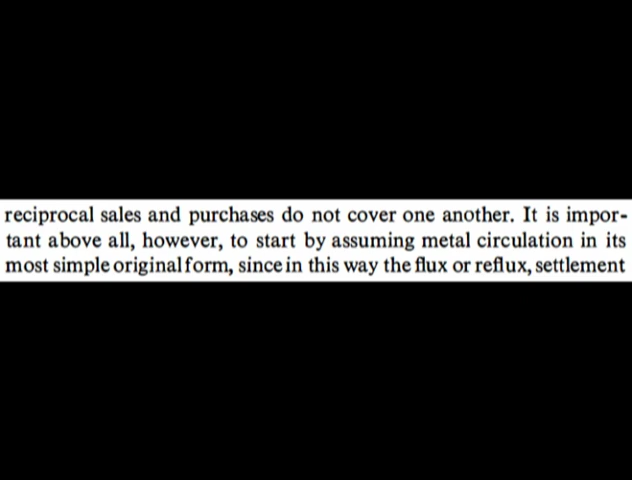 reciprocal sales and purchases do not cover one another. It is impor-
tant above all, however, to start by assuming metal circulation in its
most simple original form, since in this way the flux or reflux, settlement